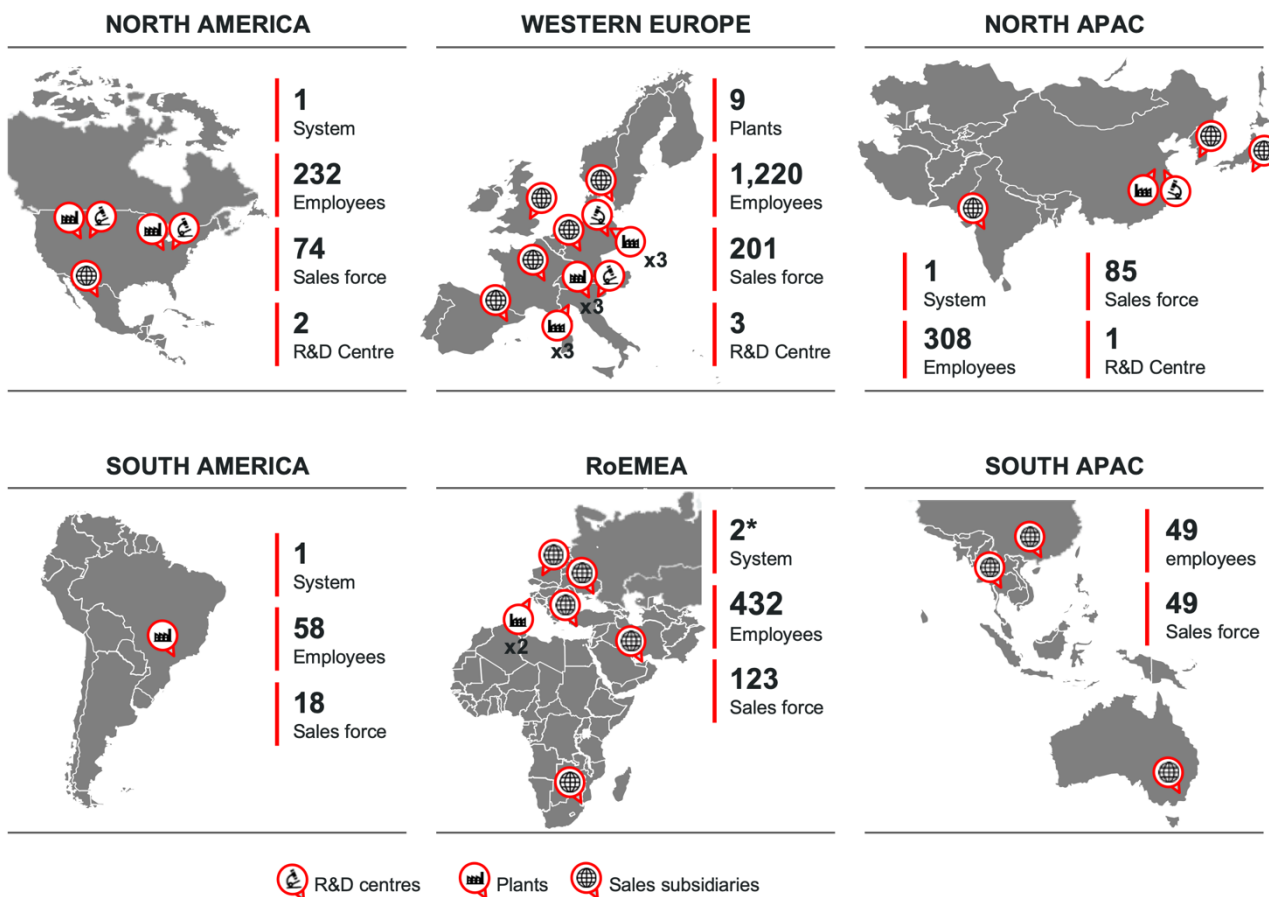 NORTH AMERICA
1
System
232
Employees
74
Sales force
2
R&D Centre
WESTERN EUROPE
9
Plants
1,220
Employees
201
Sales force
3
R&D Centre
x3
x3
x3
NORTH APAC
1
System
308
Employees
85
Sales force
1
R&D Centre
SOUTH AMERICA
1
System
58
Employees
18
Sales force
RoEMEA
2*
System
432
Employees
123
Sales force
x2
SOUTH APAC
49
employees
49
Sales force
R&D centres
Plants
Sales subsidiaries